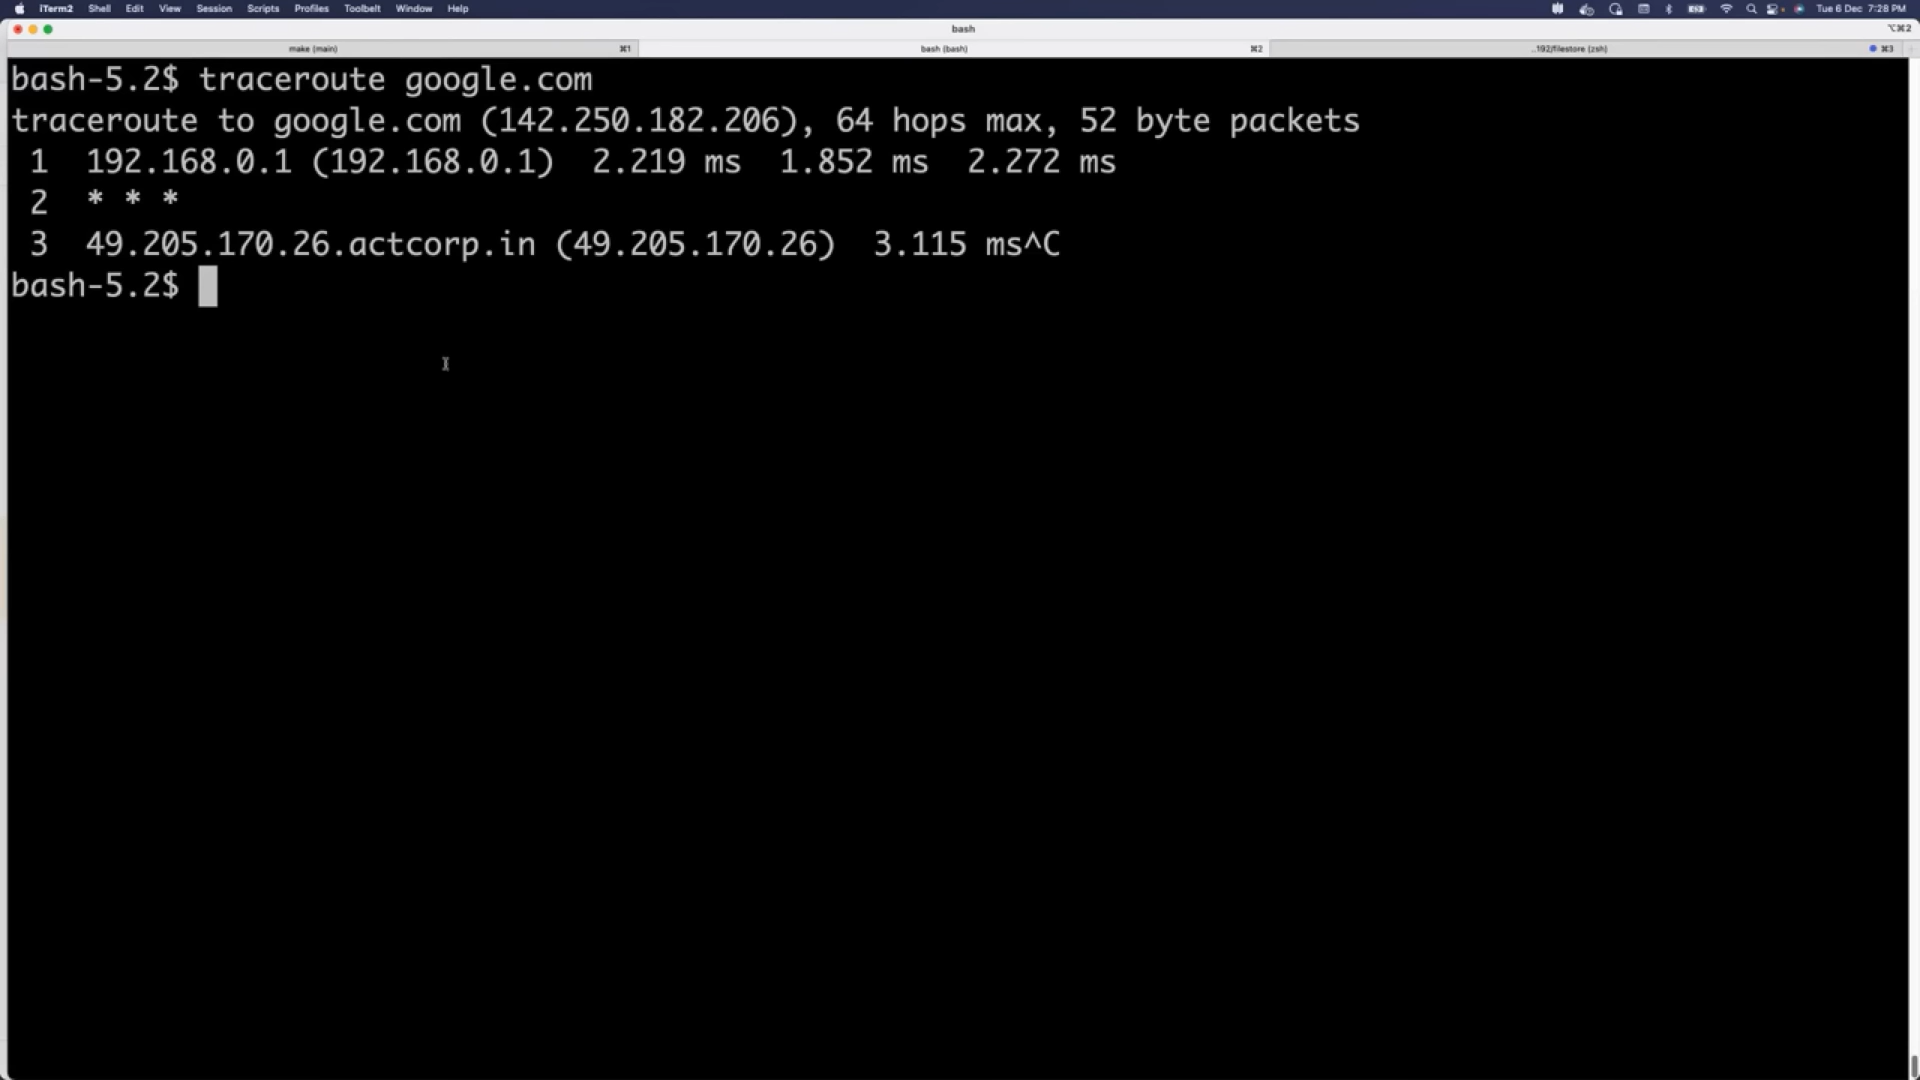 iTerm2 Shell Edit View Session Scripts Profiles Toolbelt Window Help Tue 6 Dec 7:28 PM
bash ⌥⌘2
make (main) ⌘1 bash (bash) ⌘2 ..192/filestore (zsh) ⌘3
bash-5.2$ traceroute google.com
traceroute to google.com (142.250.182.206), 64 hops max, 52 byte packets
1 192.168.0.1 (192.168.0.1) 2.219 ms 1.852 ms 2.272 ms
2 * * *
3 49.205.170.26.actcorp.in (49.205.170.26) 3.115 ms^C
bash-5.2$